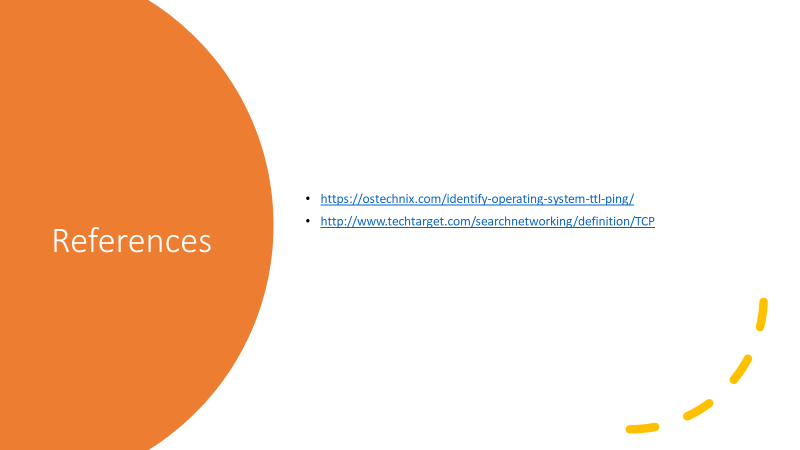 References
• https://ostechnix.com/identify-operating-system-ttl-ping/
• http://www.techtarget.com/searchnetworking/definition/TCP